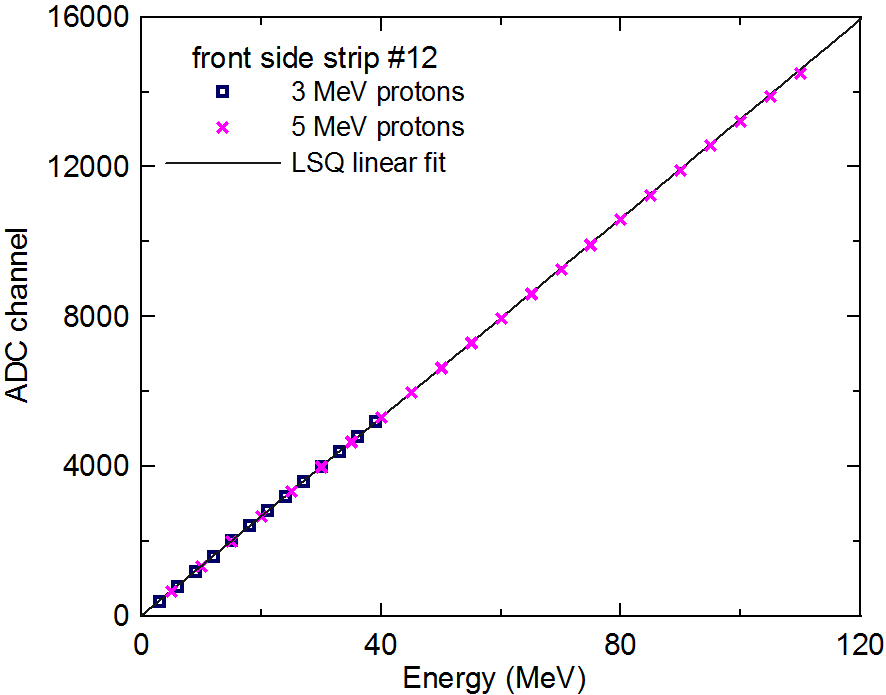 16000
12000
8000
4000
0
ADC channel
front side strip #12
3 MeV protons
5 MeV protons
LSQ linear fit
0 40 80 120
Energy (MeV)